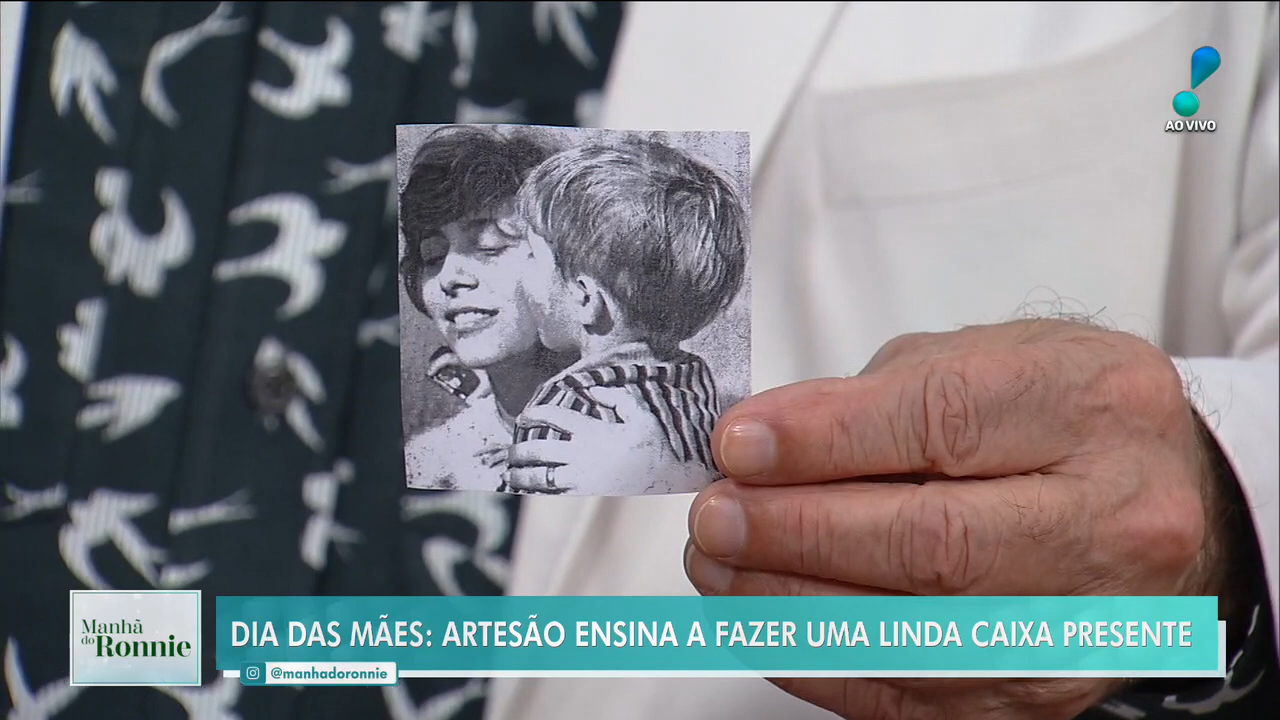 AO VIVO
Manhã
do Ronnie
DIA DAS MÃES: ARTESÃO ENSINA A FAZER UMA LINDA CAIXA PRESENTE
@manhadoronnie